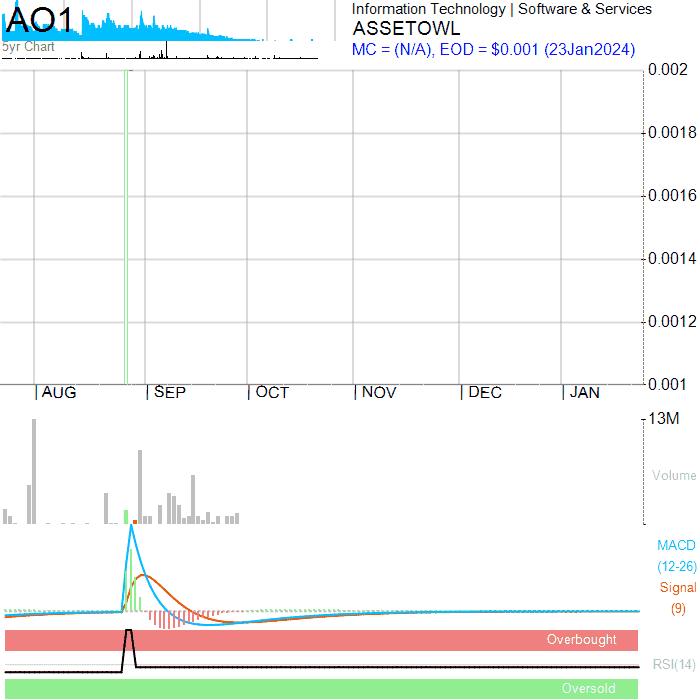 AO1
5yr Chart
Information Technology | Software & Services
ASSETOWL
MC = (N/A), EOD = $0.001 (23Jan2024)
0.002
0.0018
0.0016
0.0014
0.0012
0.001
AUG SEP OCT NOV DEC JAN
13M
Volume
MACD
(12-26)
Signal
(9)
Overbought
RSI(14)
Oversold